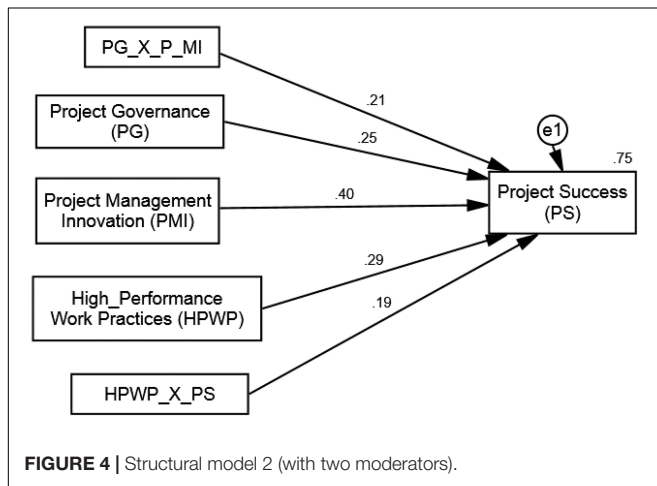 PG_X_P_MI
.21
Project Governance
(PG)
.25
e1
.75
Project Success
(PS)
Project Management
Innovation (PMI)
.40
High_Performance
Work Practices (HPWP)
.29
.19
HPWP_X_PS
FIGURE 4 | Structural model 2 (with two moderators).